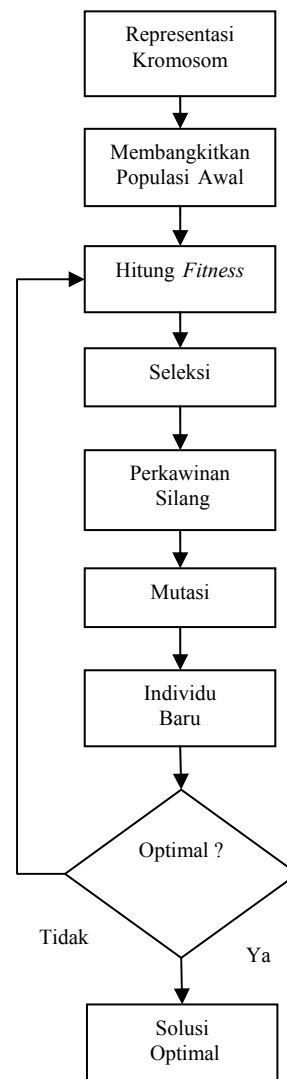 Representasi
Kromosom
Membangkitkan
Populasi Awal
Hitung Fitness
Seleksi
Perkawinan
Silang
Mutasi
Individu
Baru
Optimal ?
Tidak
Ya
Solusi
Optimal